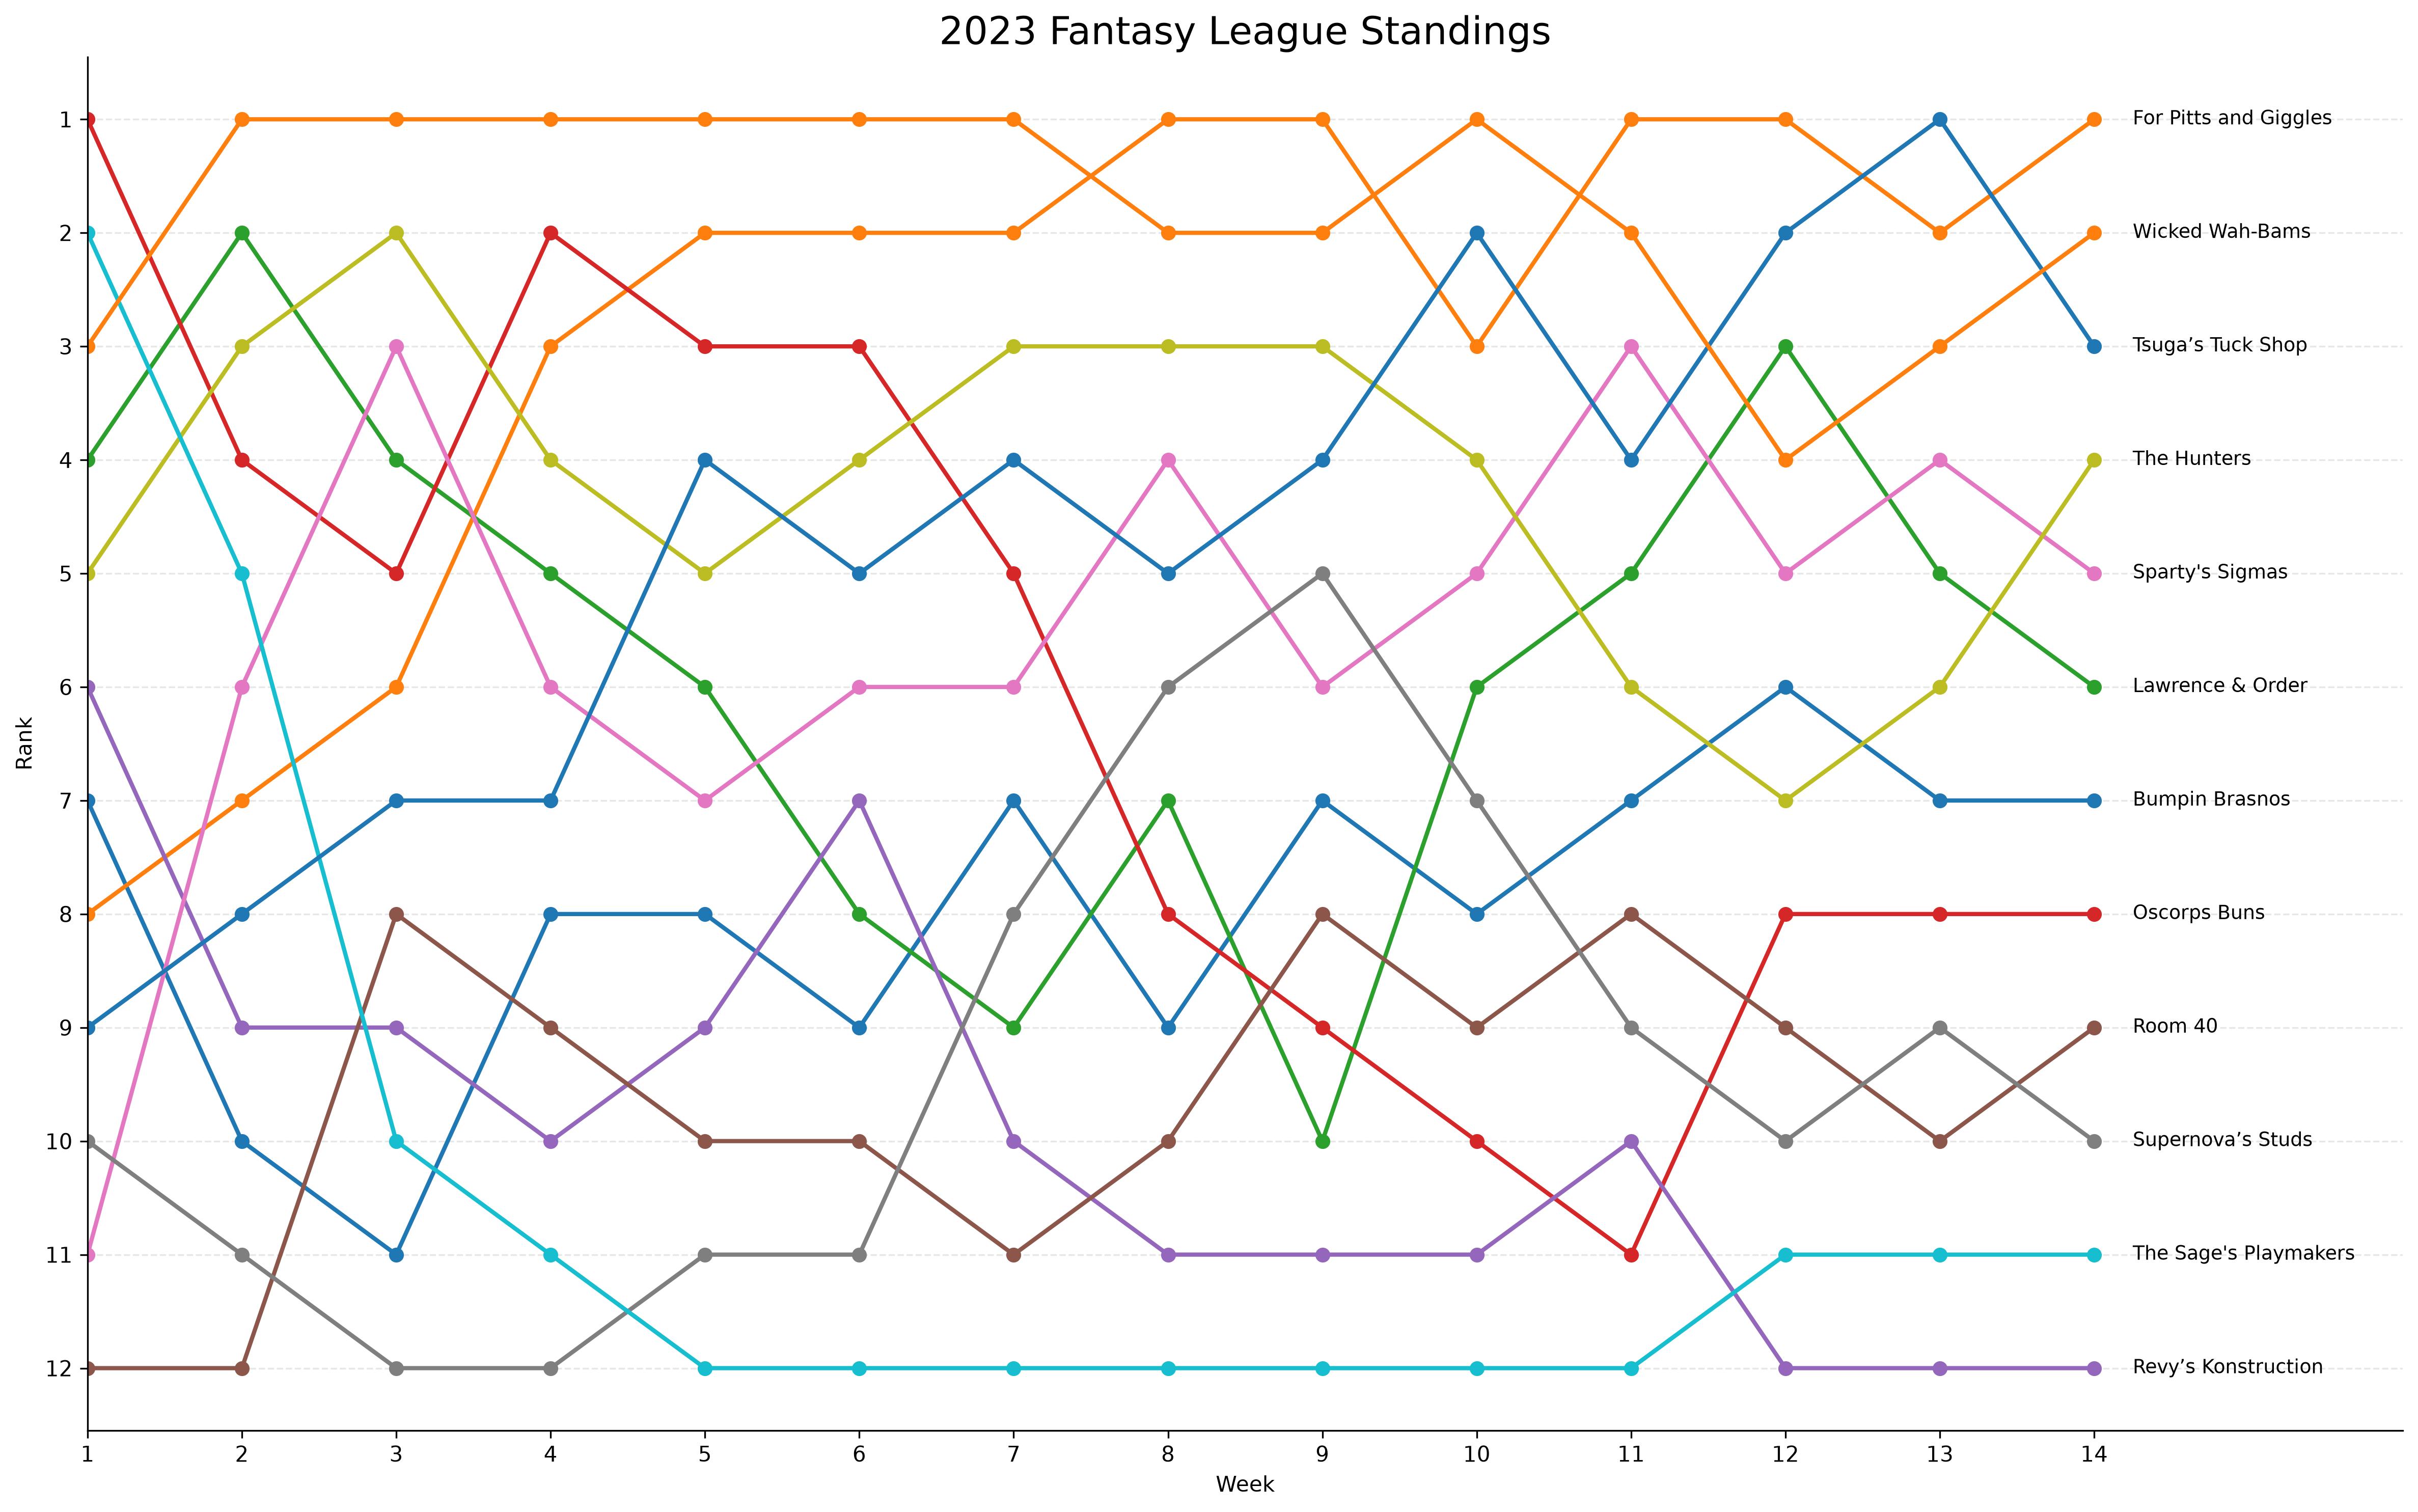 2023 Fantasy League Standings
Rank
1
2
3
4
5
6
7
8
9
10
11
12
For Pitts and Giggles
Wicked Wah-Bams
Tsuga’s Tuck Shop
The Hunters
Sparty's Sigmas
Lawrence & Order
Bumpin Brasnos
Oscorps Buns
Room 40
Supernova’s Studs
The Sage's Playmakers
Revy’s Konstruction
1 2 3 4 5 6 7 8 9 10 11 12 13 14
Week